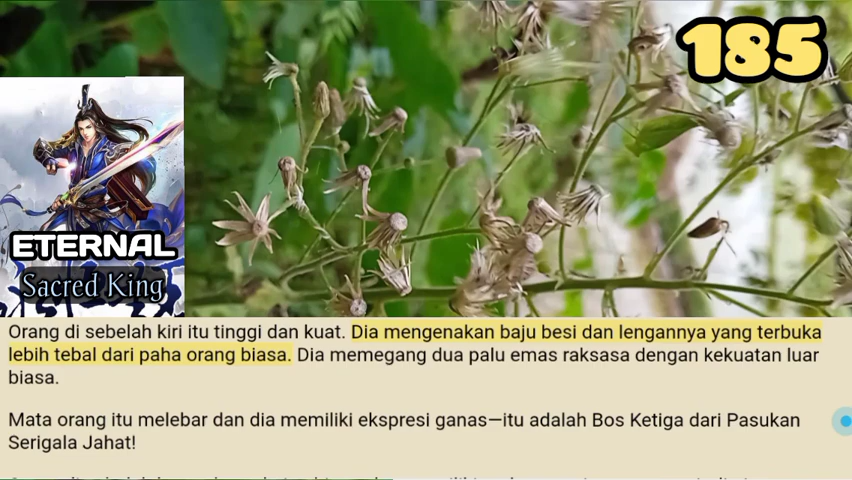 185
ETERNAL
Sacred King
Orang di sebelah kiri itu tinggi dan kuat. Dia mengenakan baju besi dan lengannya yang terbuka
lebih tebal dari paha orang biasa. Dia memegang dua palu emas raksasa dengan kekuatan luar
biasa.
Mata orang itu melebar dan dia memiliki ekspresi ganas—itu adalah Bos Ketiga dari Pasukan
Serigala Jahat!